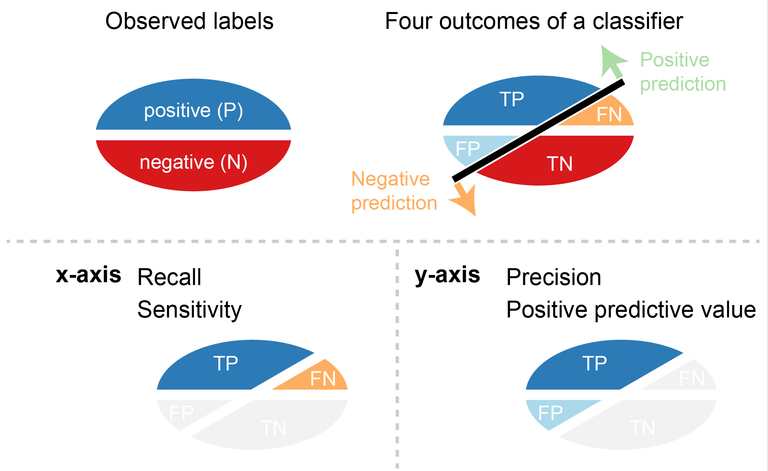 Observed labels
positive (P)
negative (N)
Four outcomes of a classifier
Positive
prediction
TP
FN
FP
TN
Negative
prediction
x-axis
Recall
Sensitivity
TP
FN
FP
TN
y-axis
Precision
Positive predictive value
TP
FN
FP
TN